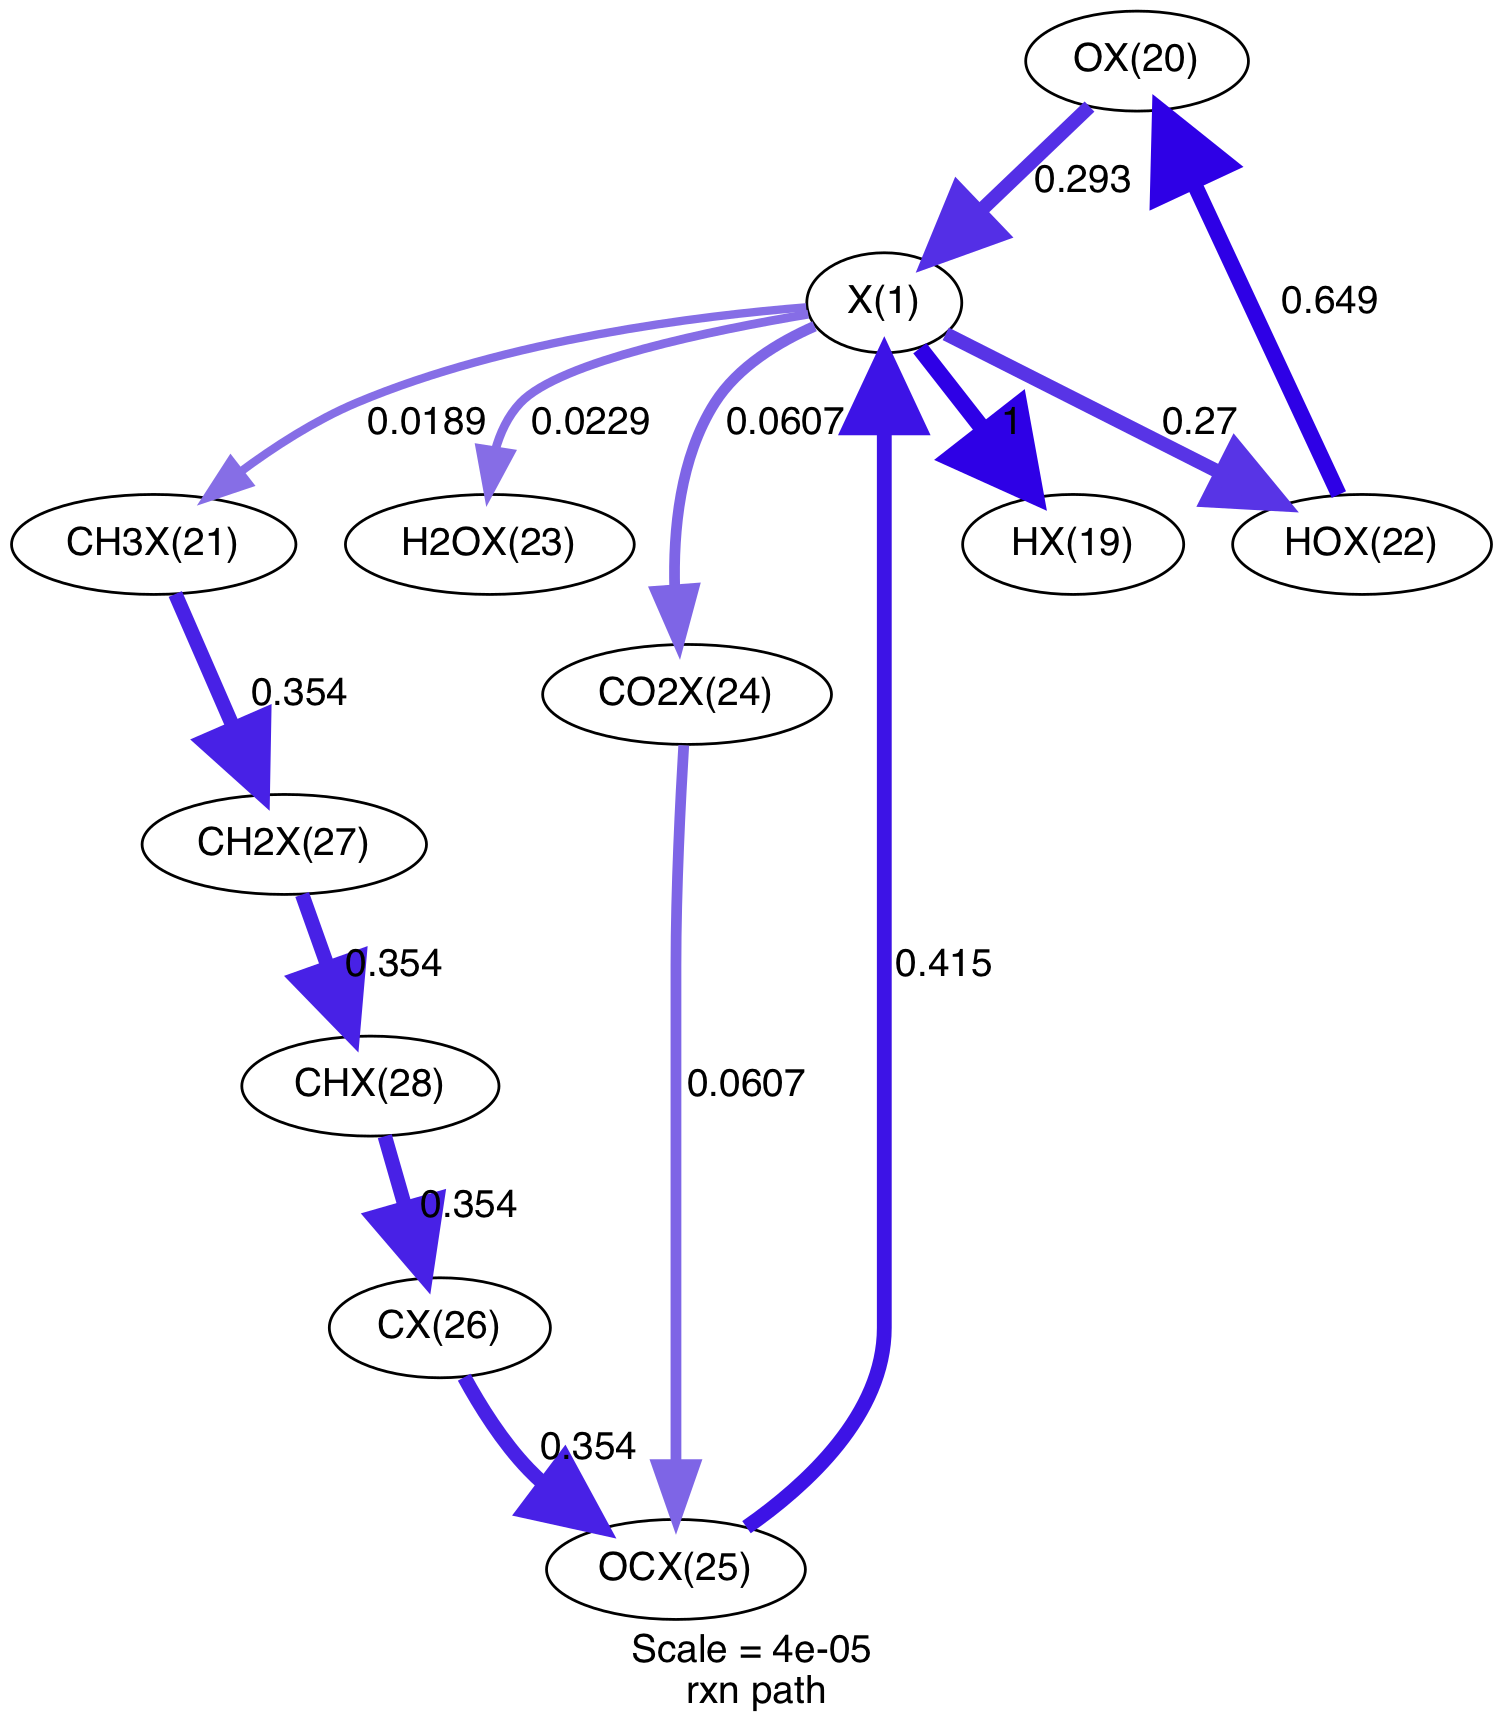 OX(20)
0.293
X(1)
0.649
0.0189
0.0229
0.0607
1
0.27
CH3X(21)
H2OX(23)
HX(19)
HOX(22)
0.354
CO2X(24)
CH2X(27)
0.354
0.415
CHX(28)
0.0607
0.354
CX(26)
0.354
OCX(25)
Scale = 4e-05
rxn path